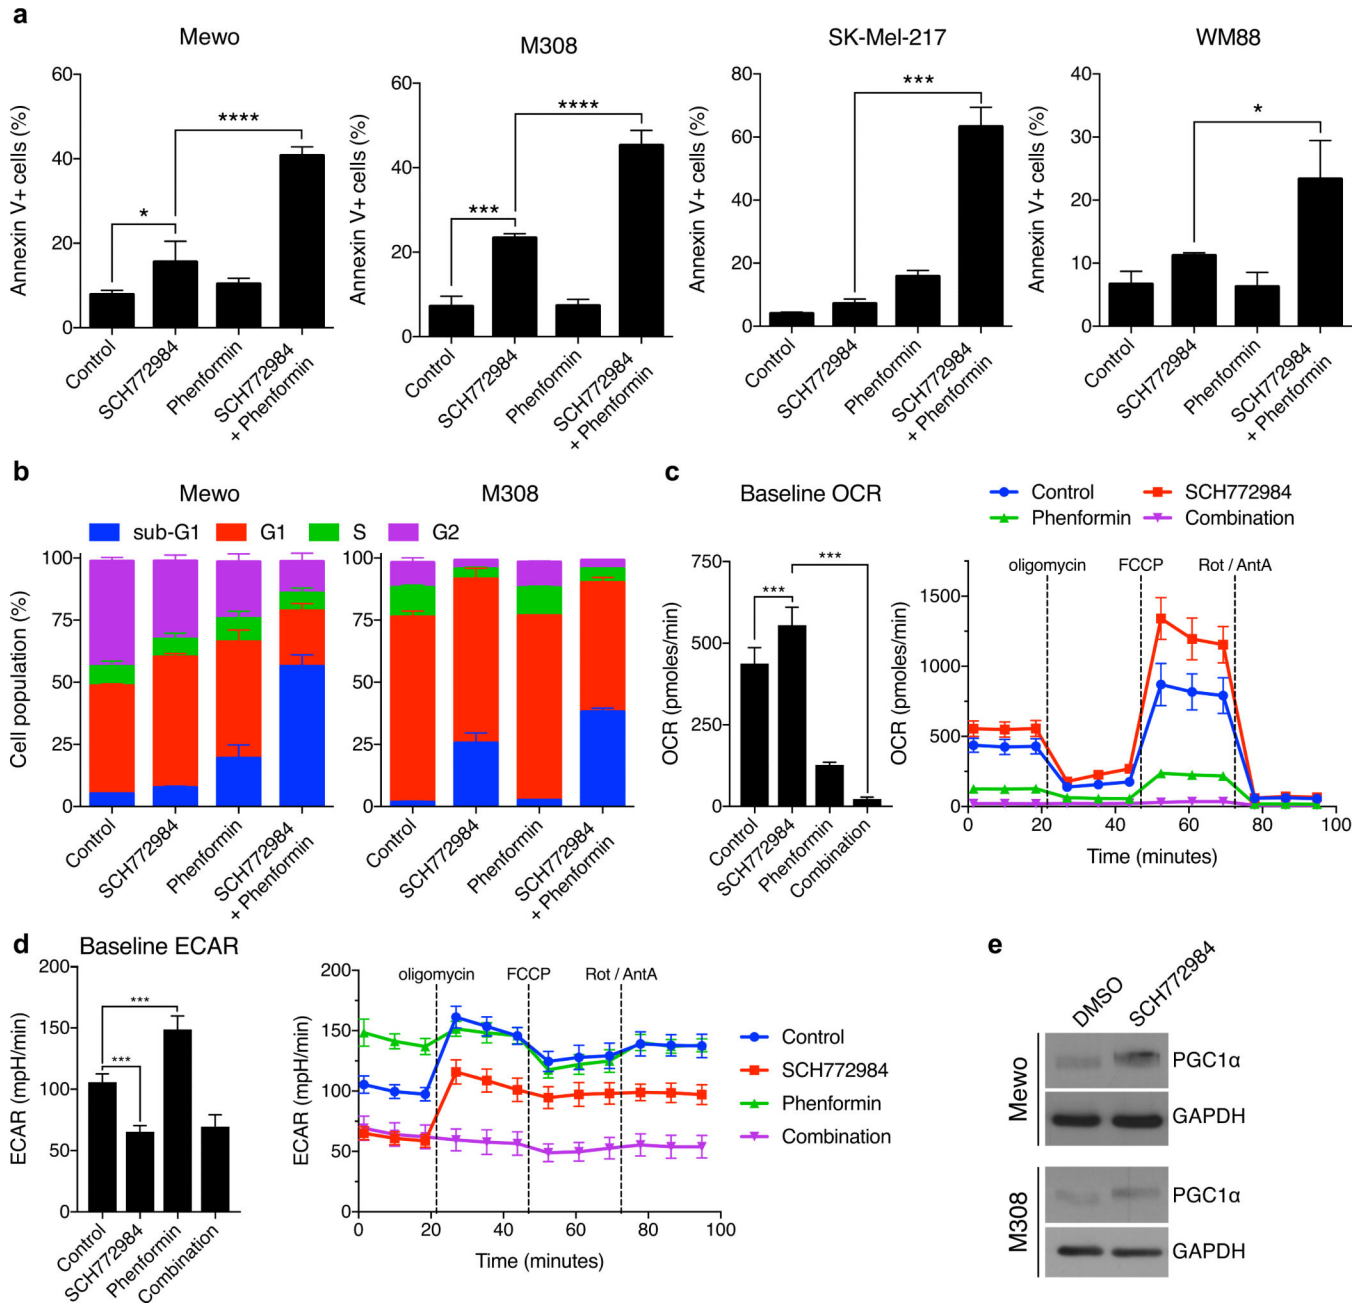 a
Mewo
M308
SK-Mel-217
WM88
Annexin V+ cells (%)
60
40
20
0
*
****
Control
SCH772984
Phenformin
SCH772984
+ Phenformin
Annexin V+ cells (%)
60
40
20
0
***
****
Control
SCH772984
Phenformin
SCH772984
+ Phenformin
Annexin V+ cells (%)
80
60
40
20
0
***
Control
SCH772984
Phenformin
SCH772984
+ Phenformin
Annexin V+ cells (%)
40
30
20
10
0
*
Control
SCH772984
Phenformin
SCH772984
+ Phenformin
b
Mewo
M308
sub-G1
G1
S
G2
Cell population (%)
100
75
50
25
0
Control
SCH772984
Phenformin
SCH772984
+ Phenformin
100
75
50
25
0
Control
SCH772984
Phenformin
SCH772984
+ Phenformin
c
Baseline OCR
OCR (pmoles/min)
750
500
250
0
***
***
Control
SCH772984
Phenformin
Combination
Control
SCH772984
Phenformin
Combination
oligomycin
FCCP
Rot / AntA
OCR (pmoles/min)
1500
1000
500
0
0
20
40
60
80
100
Time (minutes)
d
Baseline ECAR
ECAR (mpH/min)
200
150
100
50
0
***
***
Control
SCH772984
Phenformin
Combination
oligomycin
FCCP
Rot / AntA
ECAR (mpH/min)
200
150
100
50
0
0
20
40
60
80
100
Time (minutes)
Control
SCH772984
Phenformin
Combination
e
DMSO
SCH772984
Mewo
PGC1α
GAPDH
M308
PGC1α
GAPDH